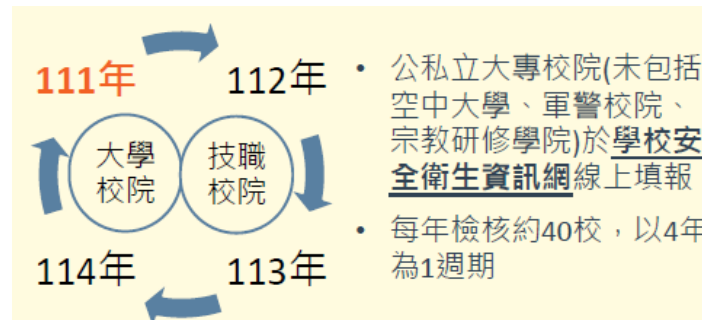 111年
112年
大學
校院
技職
校院
114年
113年
• 公私立大專校院(未包括
空中大學、軍警校院、
宗教研修學院)於學校安
全衛生資訊網線上填報
• 每年檢核約40校，以4年
為1週期